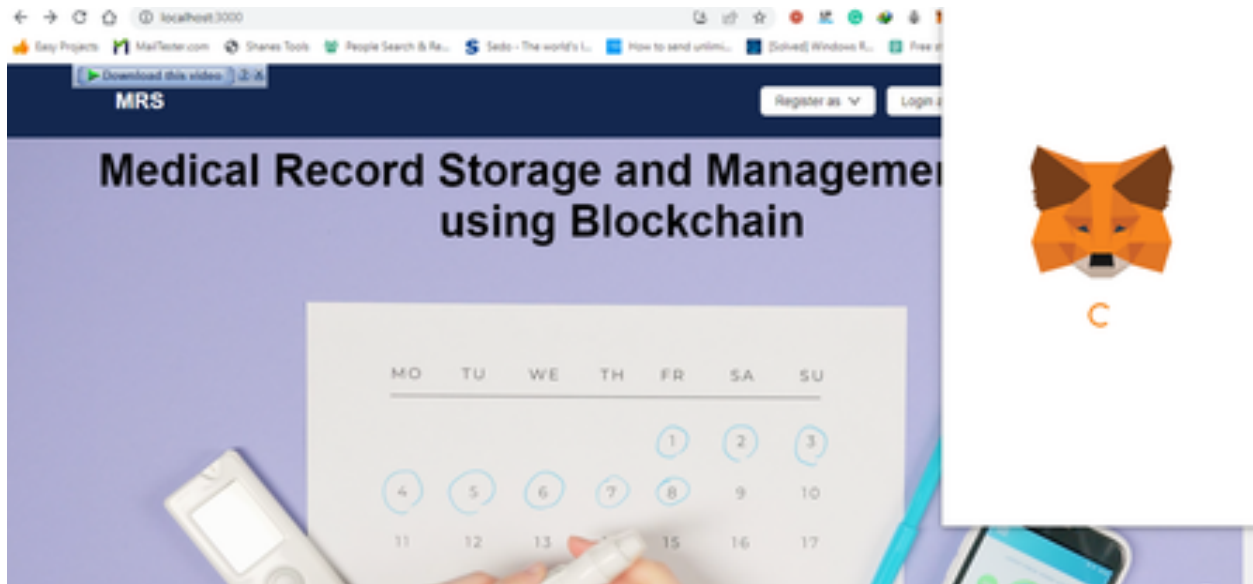 localhost:3000
Easy Projects MailTester.com Shares Tools People Search & Re... Sedo - The world's l... How to send unlimi... [Solved] Windows R... Free
Download this video
MRS
Register as Login
Medical Record Storage and Managemen
using Blockchain
MO TU WE TH FR SA SU
1 2 3
4 5 6 7 8 9 10
11 12 13 15 16 17